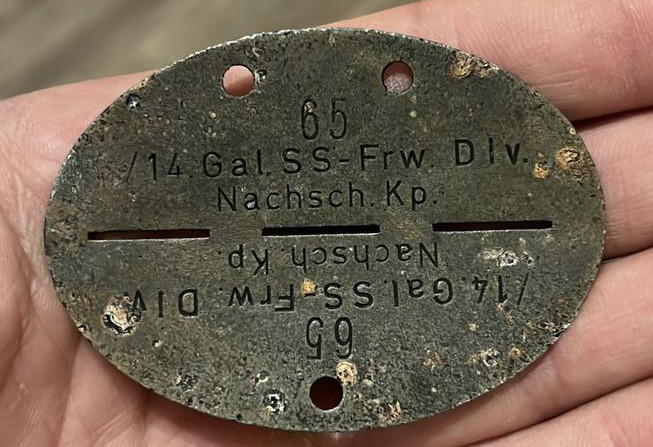 65
/14.Gal.SS-Frw. DIv.
Nachsch.Kp.
Nachsch.Kp.
/14.Gal.SS-Frw. DIv.
65